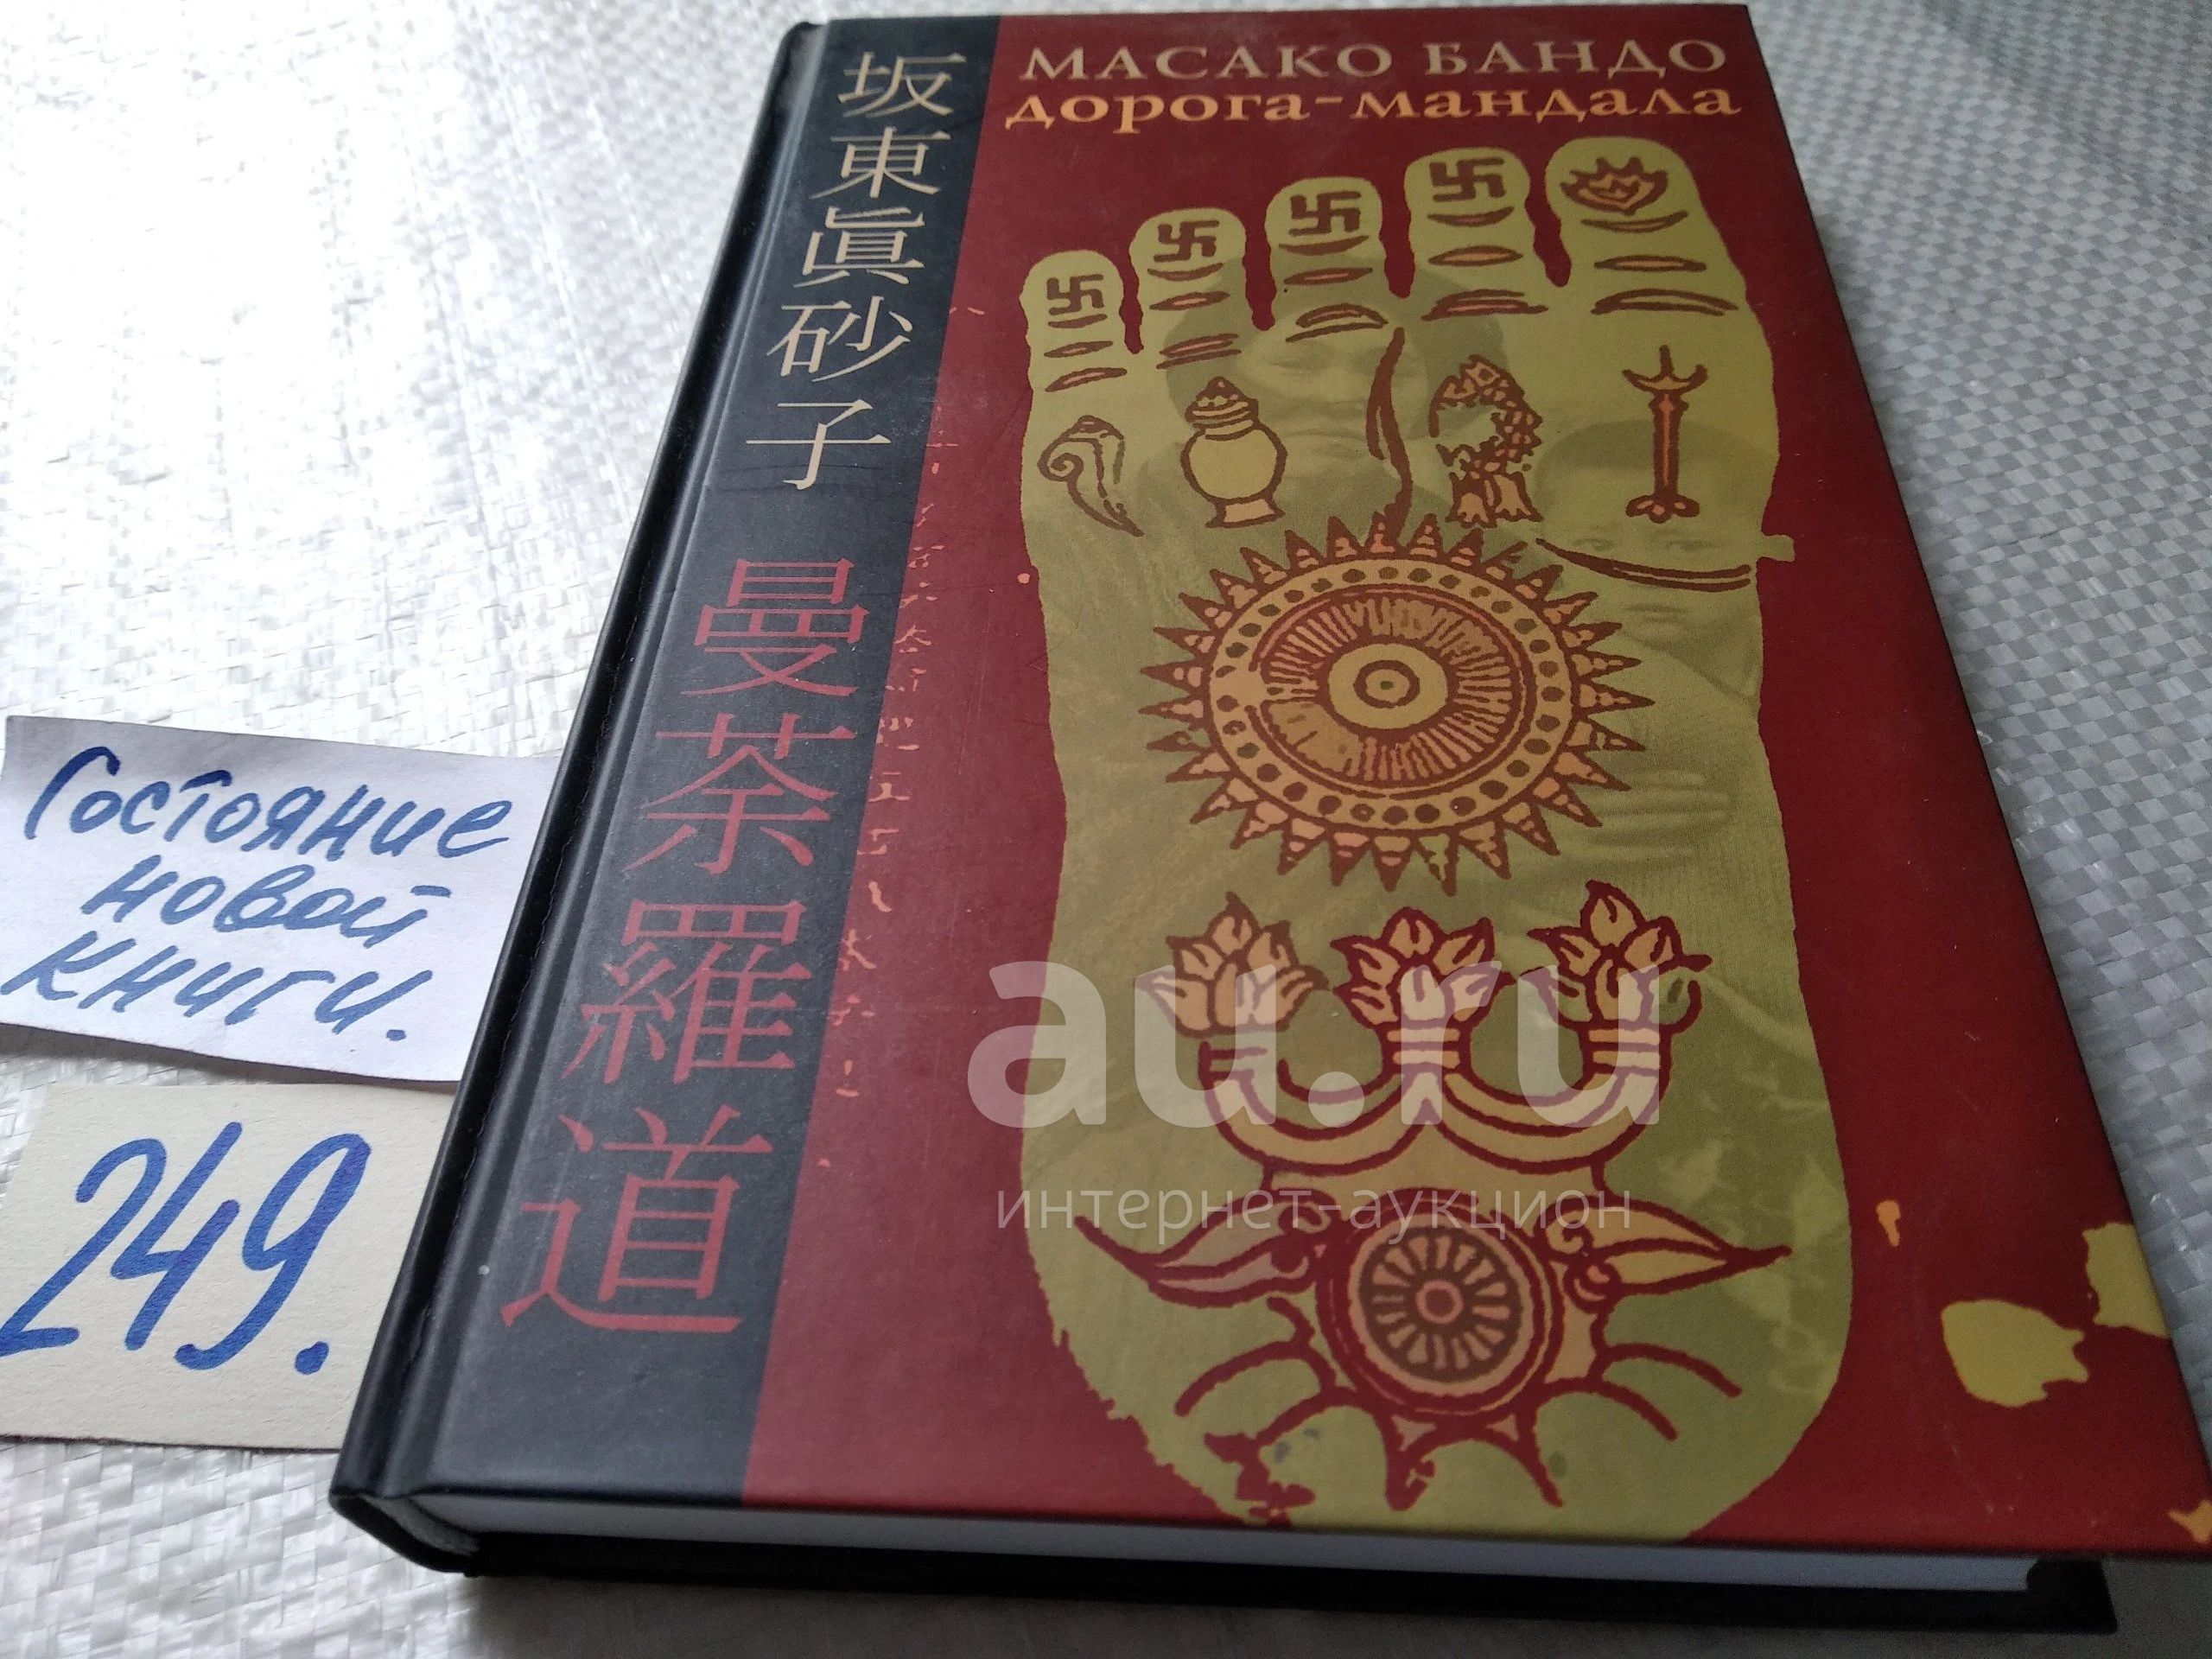 МАСАКО БАНДО
дорога-мандала
坂東眞砂子
曼荼羅道
Состояние
новой
книги.
249.
au.ru
интернет-аукцион